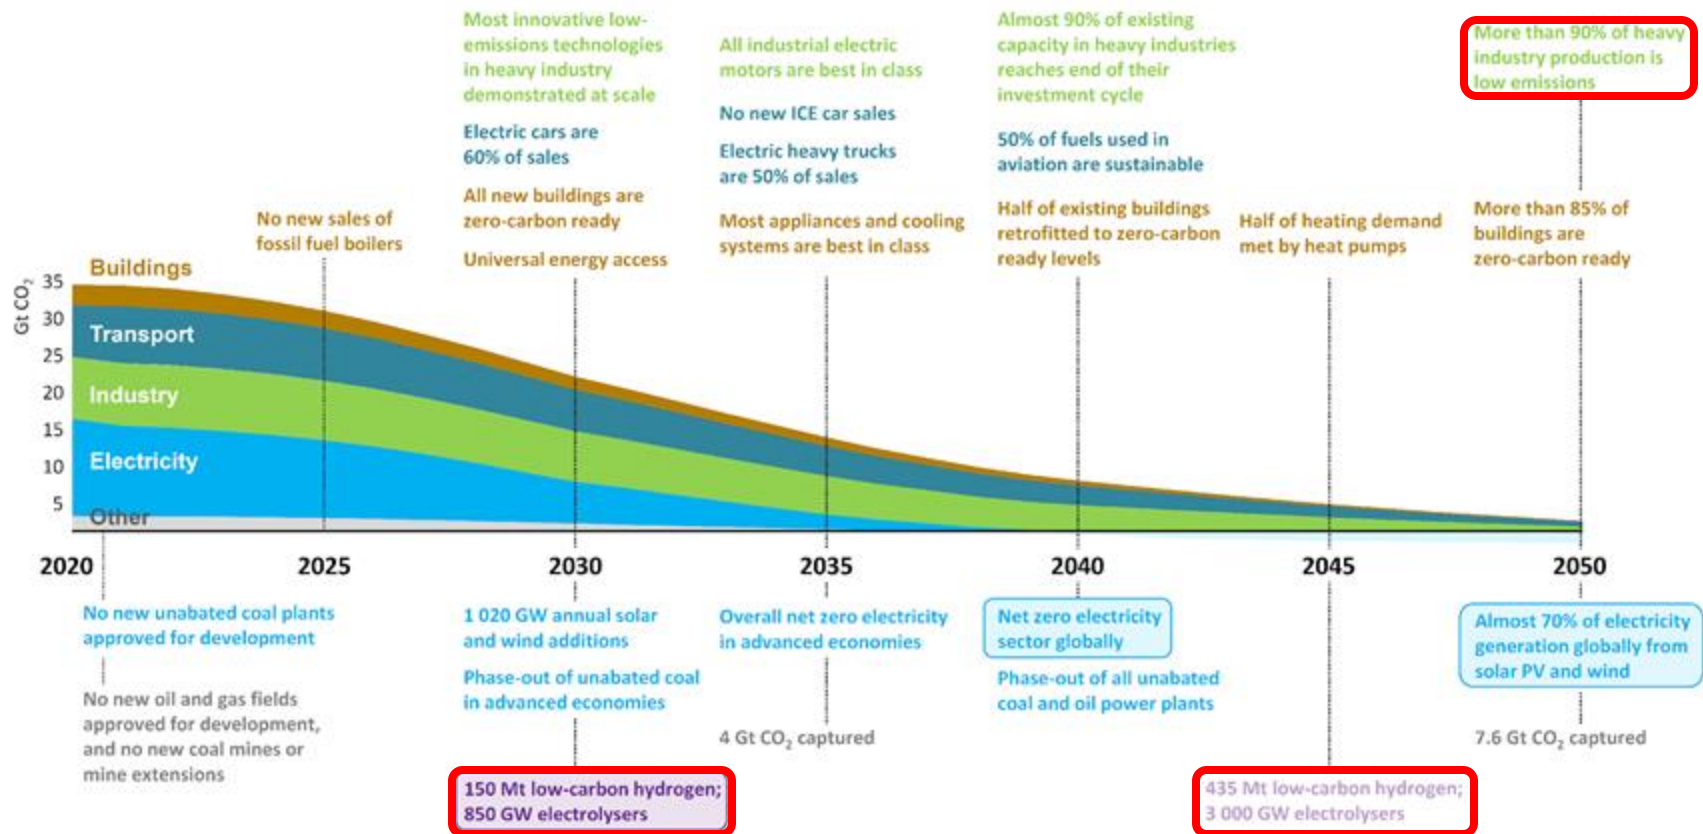 Most innovative low-
emissions technologies
in heavy industry
demonstrated at scale
Electric cars are
60% of sales
All new buildings are
zero-carbon ready
Universal energy access
All industrial electric
motors are best in class
No new ICE car sales
Electric heavy trucks
are 50% of sales
Most appliances and cooling
systems are best in class
Almost 90% of existing
capacity in heavy industries
reaches end of their
investment cycle
50% of fuels used in
aviation are sustainable
Half of existing buildings
retrofitted to zero-carbon
ready levels
Half of heating demand
met by heat pumps
More than 90% of heavy
industry production is
low emissions
More than 85% of
buildings are
zero-carbon ready
No new sales of
fossil fuel boilers
Gt CO₂
35
30
25
20
15
10
5
Buildings
Transport
Industry
Electricity
Other
2020 2025 2030 2035 2040 2045 2050
No new unabated coal plants
approved for development
No new oil and gas fields
approved for development,
and no new coal mines or
mine extensions
1 020 GW annual solar
and wind additions
Phase-out of unabated coal
in advanced economies
150 Mt low-carbon hydrogen;
850 GW electrolysers
Overall net zero electricity
in advanced economies
4 Gt CO₂ captured
Net zero electricity
sector globally
Phase-out of all unabated
coal and oil power plants
435 Mt low-carbon hydrogen;
3 000 GW electrolysers
Almost 70% of electricity
generation globally from
solar PV and wind
7.6 Gt CO₂ captured